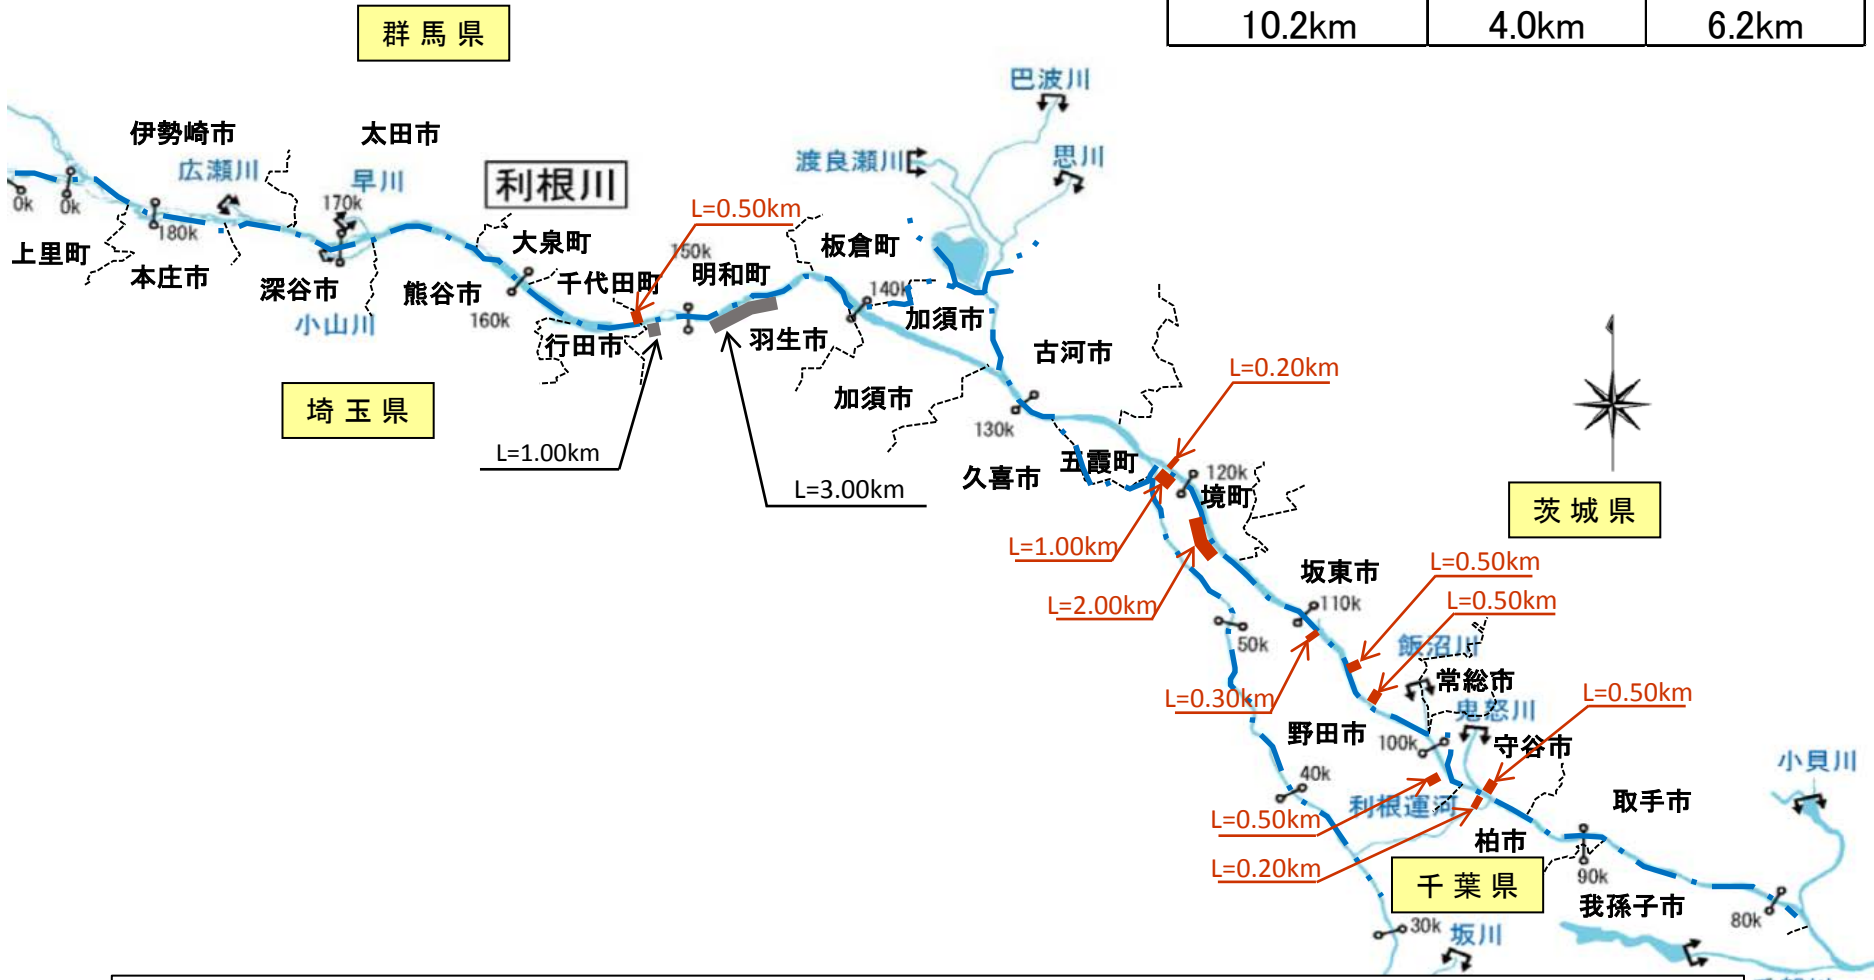 10.2km 4.0km 6.2km
群馬県
巴波川
伊勢崎市
太田市
広瀬川
早川
利根川
渡良瀬川
思川
0k
0k
180k
170k
L=0.50km
上里町
本庄市
深谷市
小山川
熊谷市
160k
大泉町
千代田町
150k
明和町
板倉町
140k
加須市
行田市
羽生市
古河市
埼玉県
加須市
L=0.20km
130k
L=1.00km
L=3.00km
久喜市
五霞町
120k
境町
茨城県
L=1.00km
L=2.00km
坂東市
L=0.50km
110k
L=0.50km
50k
飯沼川
常総市
L=0.30km
L=0.50km
鬼怒川
野田市
100k
守谷市
小貝川
40k
利根運河
取手市
L=0.50km
柏市
L=0.20km
千葉県
90k
我孫子市
80k
30k
坂川